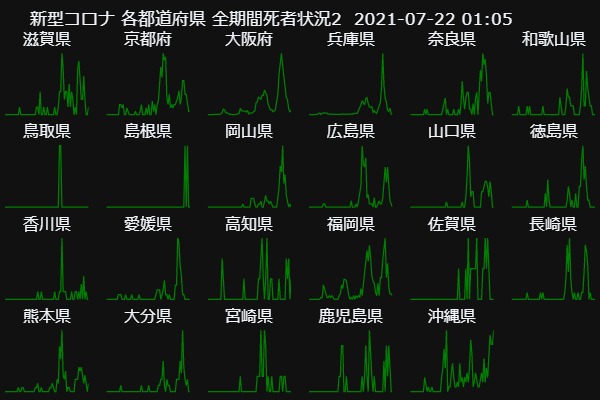 新型コロナ 各都道府県 全期間死者状況2 2021-07-22 01:05
滋賀県 京都府 大阪府 兵庫県 奈良県 和歌山県
鳥取県 島根県 岡山県 広島県 山口県 徳島県
香川県 愛媛県 高知県 福岡県 佐賀県 長崎県
熊本県 大分県 宮崎県 鹿児島県 沖縄県